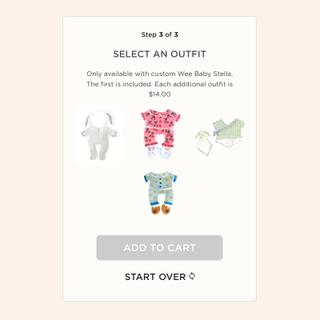 Step 3 of 3
SELECT AN OUTFIT
Only available with custom Wee Baby Stella.
The first is included. Each additional outfit is
$14.00
ADD TO CART
START OVER